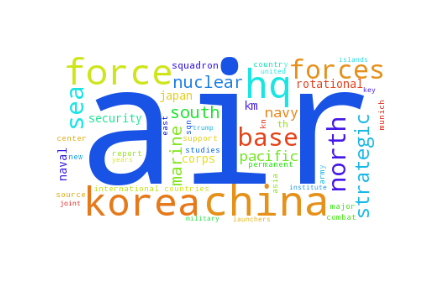 islands
squadron
country
united
force
air
hq
forces
nuclear
rotational
key
sea
japan
km
navy
munich
security
south
th
kn
east
sqn
trump
base
center
support
north
strategic
naval
new
report
years
marine
corps
studies
pacific
permanent
asia
army
source
international
countries
institute
joint
korea
china
major
combat
military
launchers